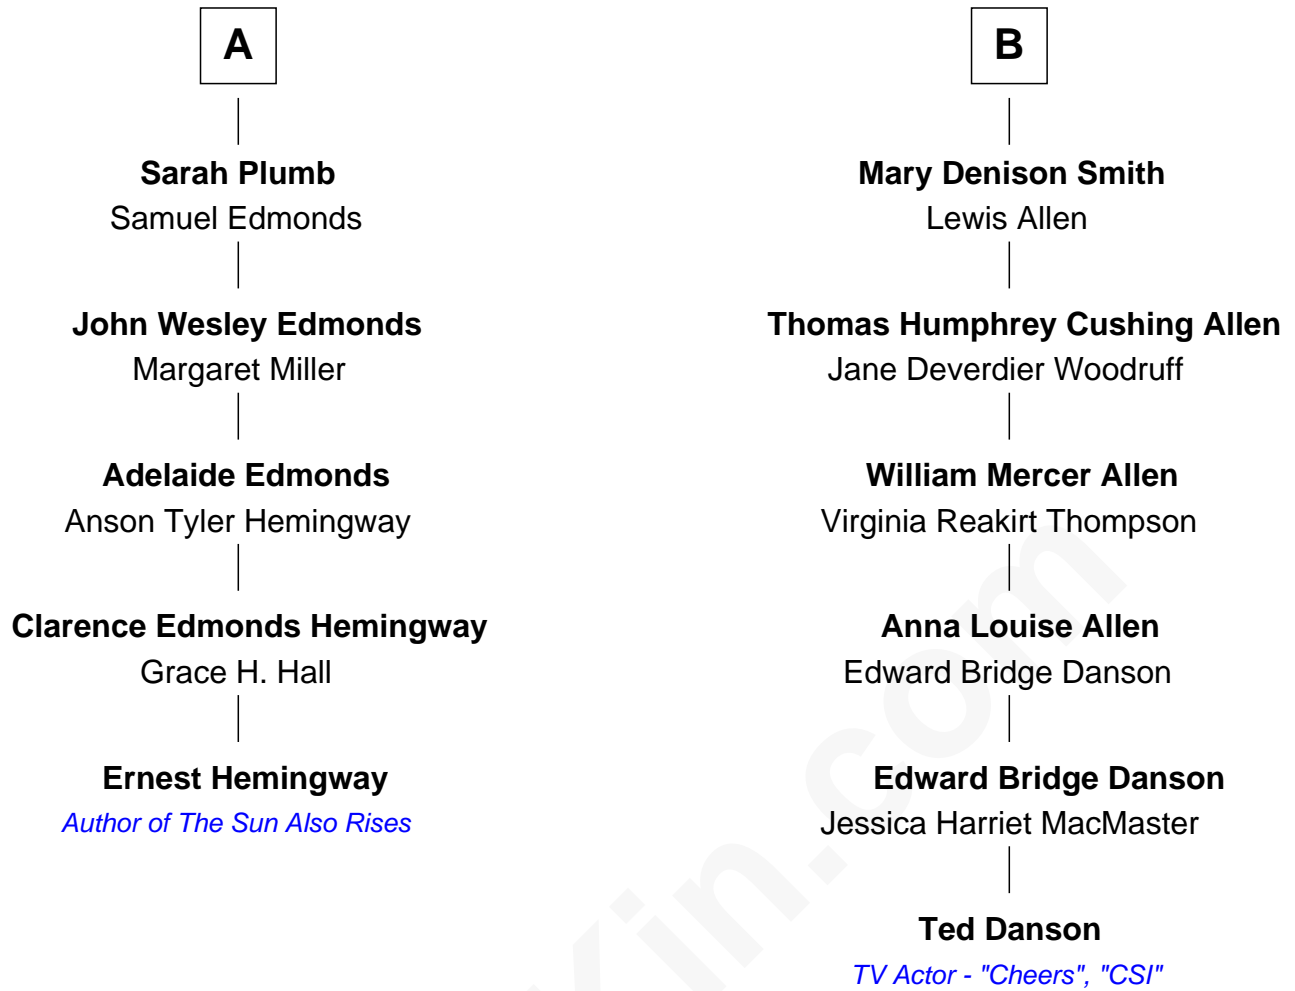 A
Sarah Plumb
Samuel Edmonds
John Wesley Edmonds
Margaret Miller
Adelaide Edmonds
Anson Tyler Hemingway
Clarence Edmonds Hemingway
Grace H. Hall
Ernest Hemingway
Author of The Sun Also Rises
B
Mary Denison Smith
Lewis Allen
Thomas Humphrey Cushing Allen
Jane Deverdier Woodruff
William Mercer Allen
Virginia Reakirt Thompson
Anna Louise Allen
Edward Bridge Danson
Edward Bridge Danson
Jessica Harriet MacMaster
Ted Danson
TV Actor - "Cheers", "CSI"
Kin.com